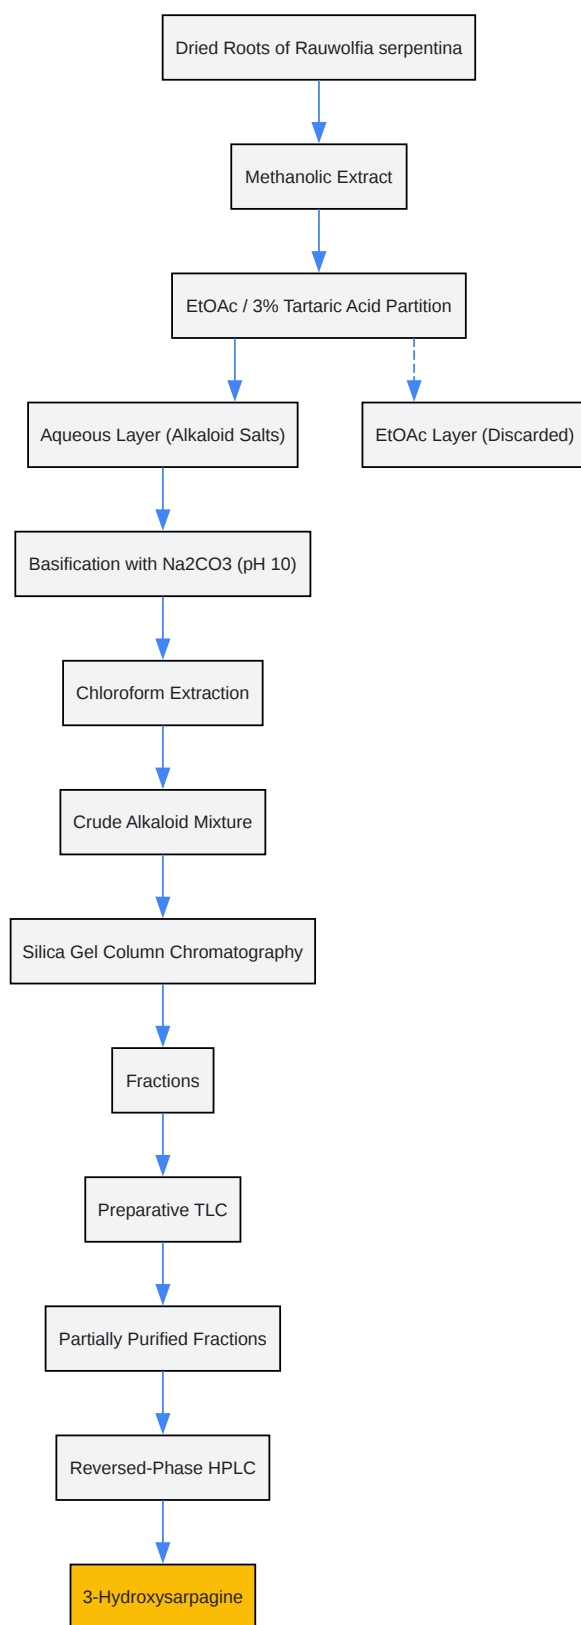 Dried Roots of Rauwolfia serpentina
Methanolic Extract
EtOAc / 3% Tartaric Acid Partition
Aqueous Layer (Alkaloid Salts)
EtOAc Layer (Discarded)
Basification with Na2CO3 (pH 10)
Chloroform Extraction
Crude Alkaloid Mixture
Silica Gel Column Chromatography
Fractions
Preparative TLC
Partially Purified Fractions
Reversed-Phase HPLC
3-Hydroxysarpagine